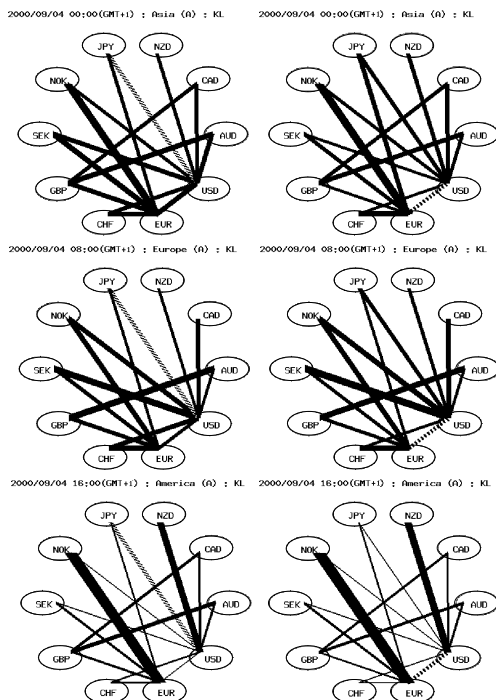 2000/09/04 00:00(GMT+1) : Asia (A) : KL
2000/09/04 00:00(GMT+1) : Asia (A) : KL
JPY NZD
JPY NZD
NOK CAD
NOK CAD
SEK AUD
SEK AUD
GBP USD
GBP USD
CHF EUR
CHF EUR
2000/09/04 08:00(GMT+1) : Europe (A) : KL
2000/09/04 08:00(GMT+1) : Europe (A) : KL
JPY NZD
JPY NZD
NOK CAD
NOK CAD
SEK AUD
SEK AUD
GBP USD
GBP USD
CHF EUR
CHF EUR
2000/09/04 16:00(GMT+1) : America (A) : KL
2000/09/04 16:00(GMT+1) : America (A) : KL
JPY NZD
JPY NZD
NOK CAD
NOK CAD
SEK AUD
SEK AUD
GBP USD
GBP USD
CHF EUR
CHF EUR